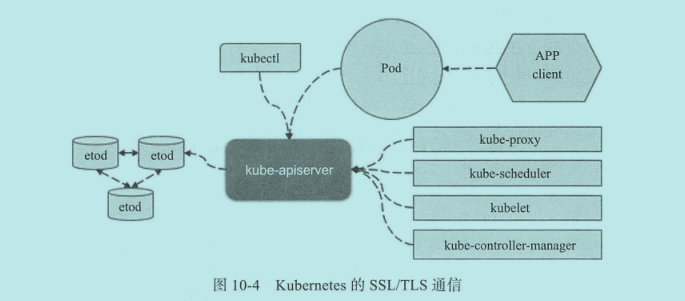 kubectl
Pod
APP
client
etod
etod
etod
kube-apiserver
kube-proxy
kube-scheduler
kubelet
kube-controller-manager
图 10-4 Kubernetes 的 SSL/TLS 通信